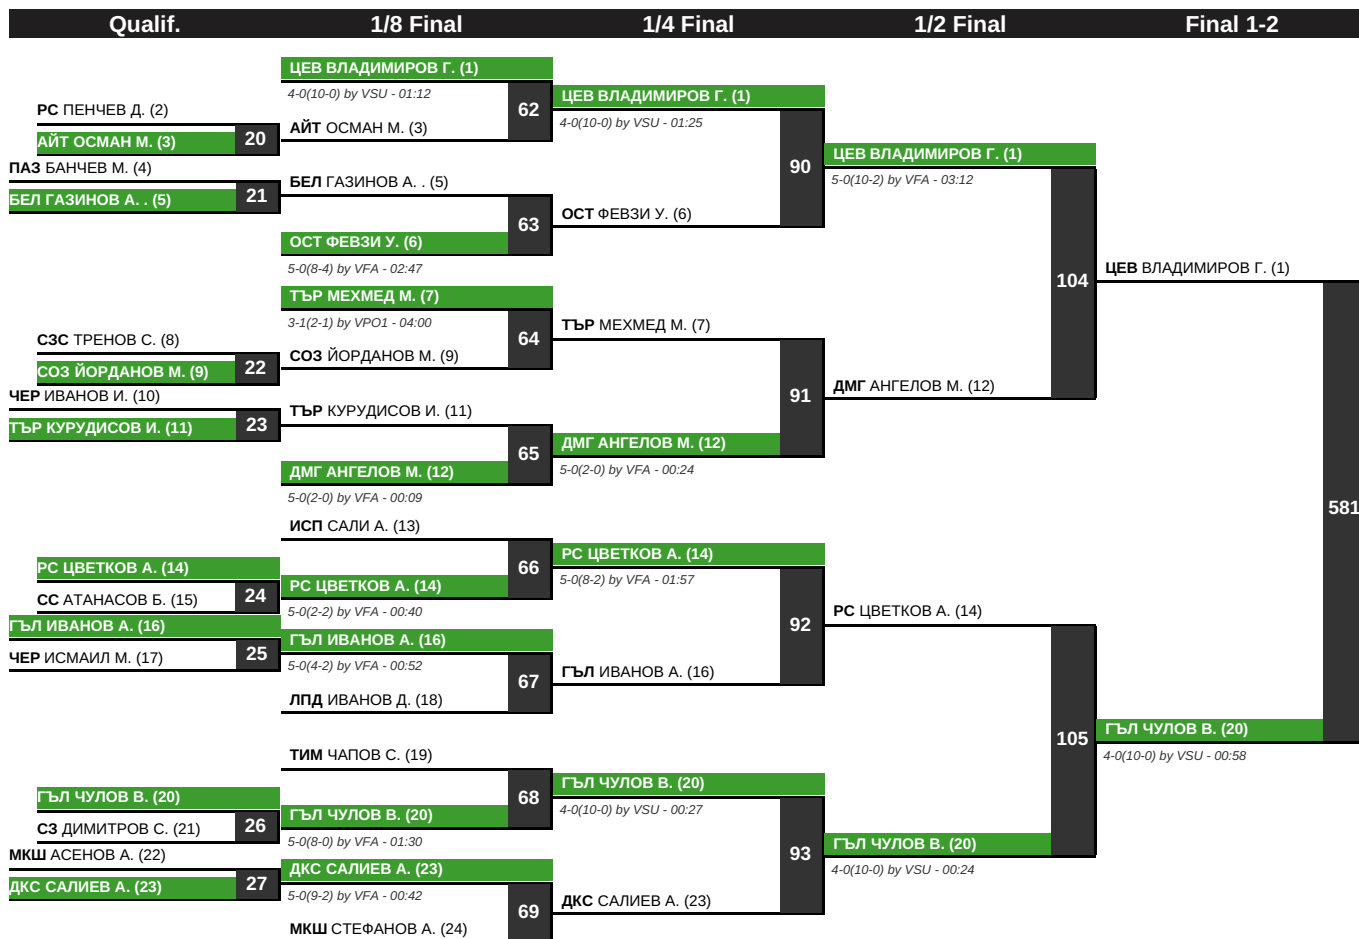 Qualif.
1/8 Final
1/4 Final
1/2 Final
Final 1-2
РС ПЕНЧЕВ Д. (2)
АЙТ ОСМАН М. (3)
20
ПАЗ БАНЧЕВ М. (4)
БЕЛ ГАЗИНОВ А. . (5)
21
СЗС ТРЕНОВ С. (8)
СОЗ ЙОРДАНОВ М. (9)
22
ЧЕР ИВАНОВ И. (10)
ТЪР КУРУДИСОВ И. (11)
23
РС ЦВЕТКОВ А. (14)
СС АТАНАСОВ Б. (15)
24
ГЪЛ ИВАНОВ А. (16)
ЧЕР ИСМАИЛ М. (17)
25
ГЪЛ ЧУЛОВ В. (20)
СЗ ДИМИТРОВ С. (21)
26
МКШ АСЕНОВ А. (22)
ДКС САЛИЕВ А. (23)
27
ЦЕВ ВЛАДИМИРОВ Г. (1)
4-0(10-0) by VSU - 01:12
АЙТ ОСМАН М. (3)
62
БЕЛ ГАЗИНОВ А. . (5)
ОСТ ФЕВЗИ У. (6)
5-0(8-4) by VFA - 02:47
63
ТЪР МЕХМЕД М. (7)
3-1(2-1) by VPO1 - 04:00
СОЗ ЙОРДАНОВ М. (9)
64
ТЪР КУРУДИСОВ И. (11)
ДМГ АНГЕЛОВ М. (12)
5-0(2-0) by VFA - 00:09
65
ИСП САЛИ А. (13)
РС ЦВЕТКОВ А. (14)
5-0(2-2) by VFA - 00:40
66
ГЪЛ ИВАНОВ А. (16)
5-0(4-2) by VFA - 00:52
ЛПД ИВАНОВ Д. (18)
67
ТИМ ЧАПОВ С. (19)
ГЪЛ ЧУЛОВ В. (20)
5-0(8-0) by VFA - 01:30
68
ДКС САЛИЕВ А. (23)
5-0(9-2) by VFA - 00:42
МКШ СТЕФАНОВ А. (24)
69
ЦЕВ ВЛАДИМИРОВ Г. (1)
4-0(10-0) by VSU - 01:25
ОСТ ФЕВЗИ У. (6)
90
ТЪР МЕХМЕД М. (7)
ДМГ АНГЕЛОВ М. (12)
5-0(2-0) by VFA - 00:24
91
РС ЦВЕТКОВ А. (14)
5-0(8-2) by VFA - 01:57
ГЪЛ ИВАНОВ А. (16)
92
ГЪЛ ЧУЛОВ В. (20)
4-0(10-0) by VSU - 00:27
ДКС САЛИЕВ А. (23)
93
ЦЕВ ВЛАДИМИРОВ Г. (1)
5-0(10-2) by VFA - 03:12
ДМГ АНГЕЛОВ М. (12)
104
РС ЦВЕТКОВ А. (14)
ГЪЛ ЧУЛОВ В. (20)
4-0(10-0) by VSU - 00:24
105
ЦЕВ ВЛАДИМИРОВ Г. (1)
ГЪЛ ЧУЛОВ В. (20)
4-0(10-0) by VSU - 00:58
581